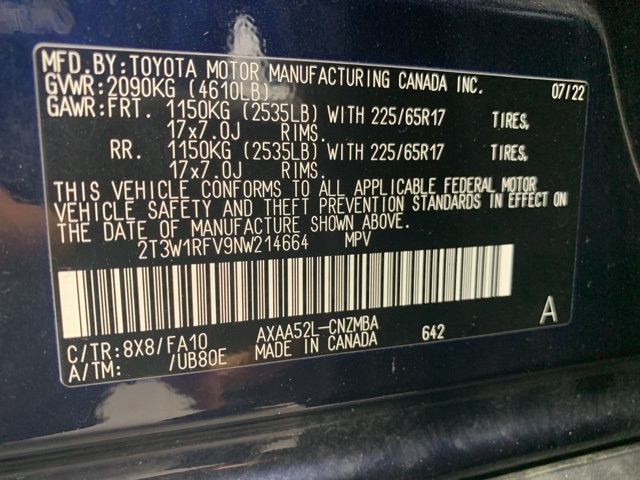 MFD. BY: TOYOTA MOTOR MANUFACTURING CANADA INC.
GVWR: 2090KG (4610LB) 07/22
GAWR: FRT. 1150KG (2535LB) WITH 225/65R17 TIRES,
17x7.0J RIMS.
RR. 1150KG (2535LB) WITH 225/65R17 TIRES,
17x7.0J RIMS.
THIS VEHICLE CONFORMS TO ALL APPLICABLE FEDERAL MOTOR
VEHICLE SAFETY AND THEFT PREVENTION STANDARDS IN EFFECT ON
THE DATE OF MANUFACTURE SHOWN ABOVE.
2T3W1RFV9NW214664 MPV
C/TR: 8X8/FA10 AXAA52L-CNZMBA 642 A
A/TM: /UB80E MADE IN CANADA